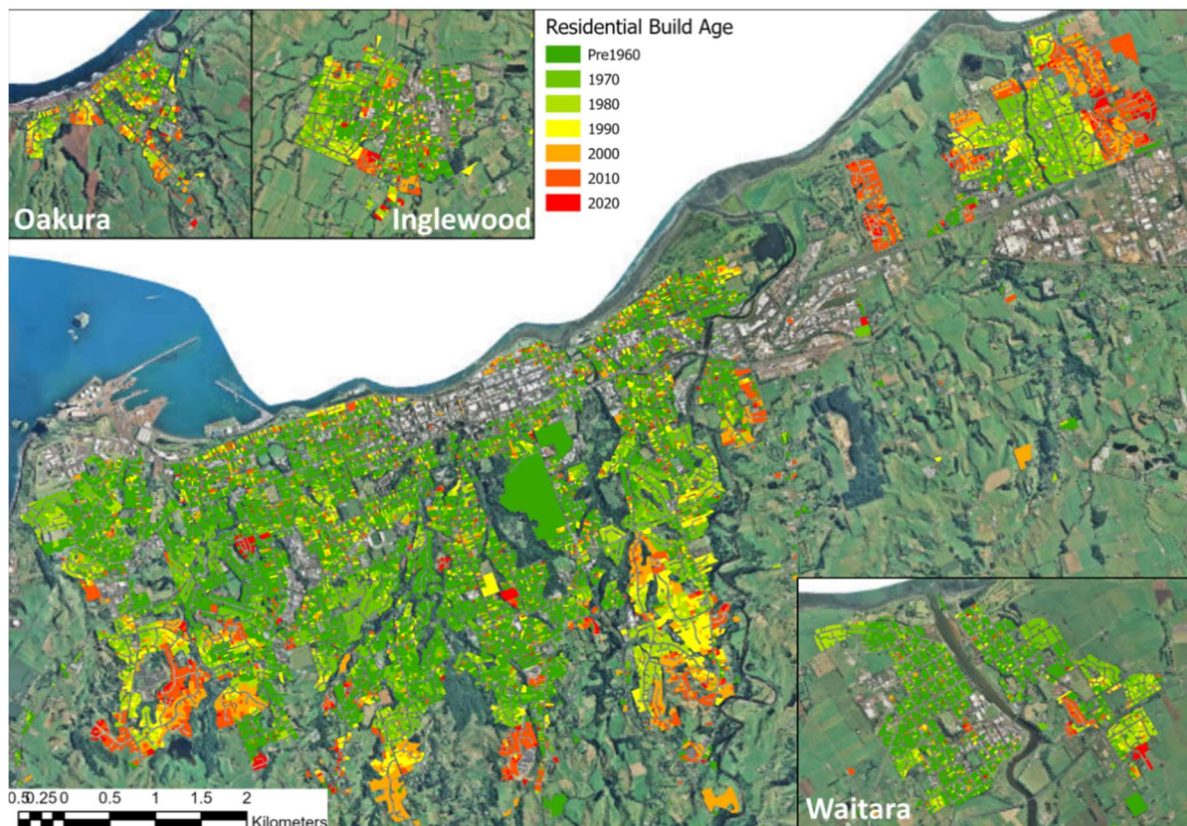 Residential Build Age
Pre1960
1970
1980
1990
2000
2010
2020
Oakura
Inglewood
Waitara
0.5 0.25 0 0.5 1 1.5 2
Kilometers